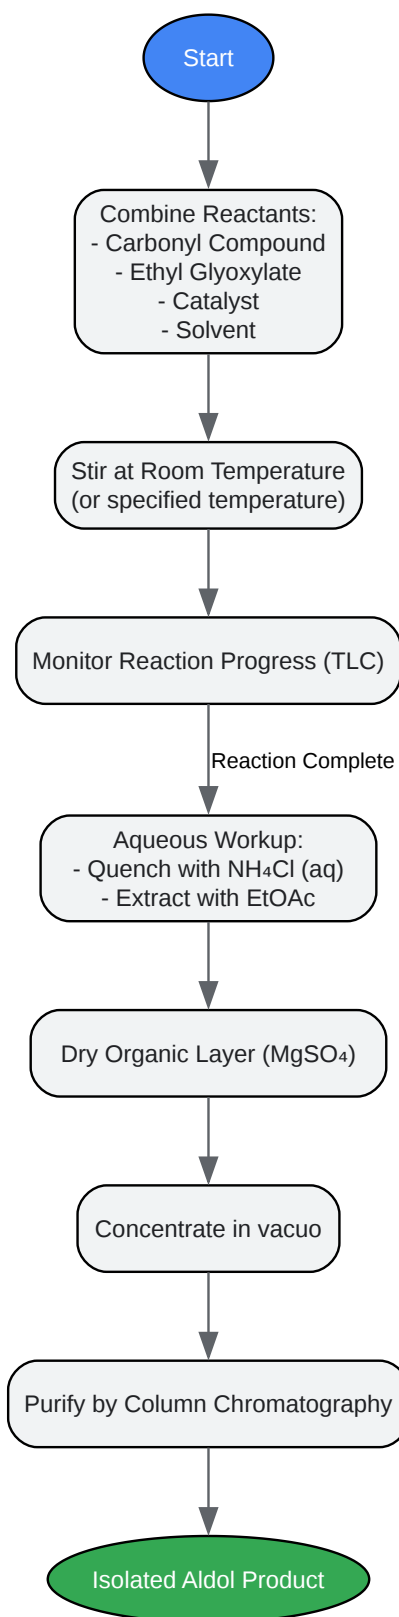 Start
Combine Reactants:
- Carbonyl Compound
- Ethyl Glyoxylate
- Catalyst
- Solvent
Stir at Room Temperature
(or specified temperature)
Monitor Reaction Progress (TLC)
Reaction Complete
Aqueous Workup:
- Quench with NH₄Cl (aq)
- Extract with EtOAc
Dry Organic Layer (MgSO₄)
Concentrate in vacuo
Purify by Column Chromatography
Isolated Aldol Product